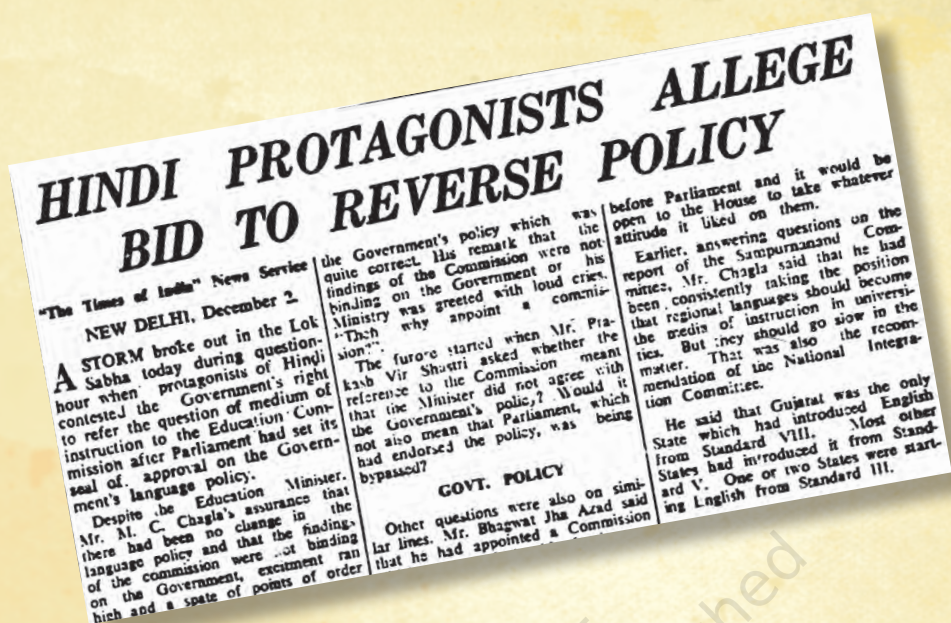 HINDI PROTAGONISTS ALLEGE
BID TO REVERSE POLICY
"The Times of India" News Service
NEW DELHI, December 2
A STORM broke out in the Lok
Sabha today during question-
hour when protagonists of Hindi
contested the Government's right
to refer the question of medium of
instruction to the Education Com-
mission after Parliament had set its
seal of approval on the Govern-
ment's language policy.
Despite the Education Minister.
Mr. M. C. Chagla's assurance that
there had been no change in the
language policy and that the findings
of the commission were not binding
on the Government, excitment ran
high and a spate of points of order
the Government's policy which was
quite correct. His remark that the
findings of the Commission were not
binding on the Government or his
Ministry was greeted with loud cries.
"Then why appoint a commis-
sion?"
The furore started when Mr. Pra-
kash Vir Shastri asked whether the
reference to the Commission meant
that the Minister did not agree with
the Government's policy? Would it
not also mean that Parliament, which
had endorsed the policy, was being
bypassed?
GOVT. POLICY
Other questions were also on simi-
lar lines. Mr. Bhagwat Jha Azad said
that he had appointed a Commission
before Parliament and it would be
open to the House to take whatever
attitude it liked on them.
Earlier, answering questions on the
report of the Sampurnanand Com-
mittee, Mr. Chagla said that he had
been consistently taking the position
that regional languages should become
the media of instruction in universi-
ties. But they should go slow in the
matter. That was also the recom-
mendation of the National Integra-
tion Committee.
He said that Gujarat was the only
State which had introduced English
from Standard VIII. Most other
States had introduced it from Stand-
ard V. One or two States were start-
ing English from Standard III.